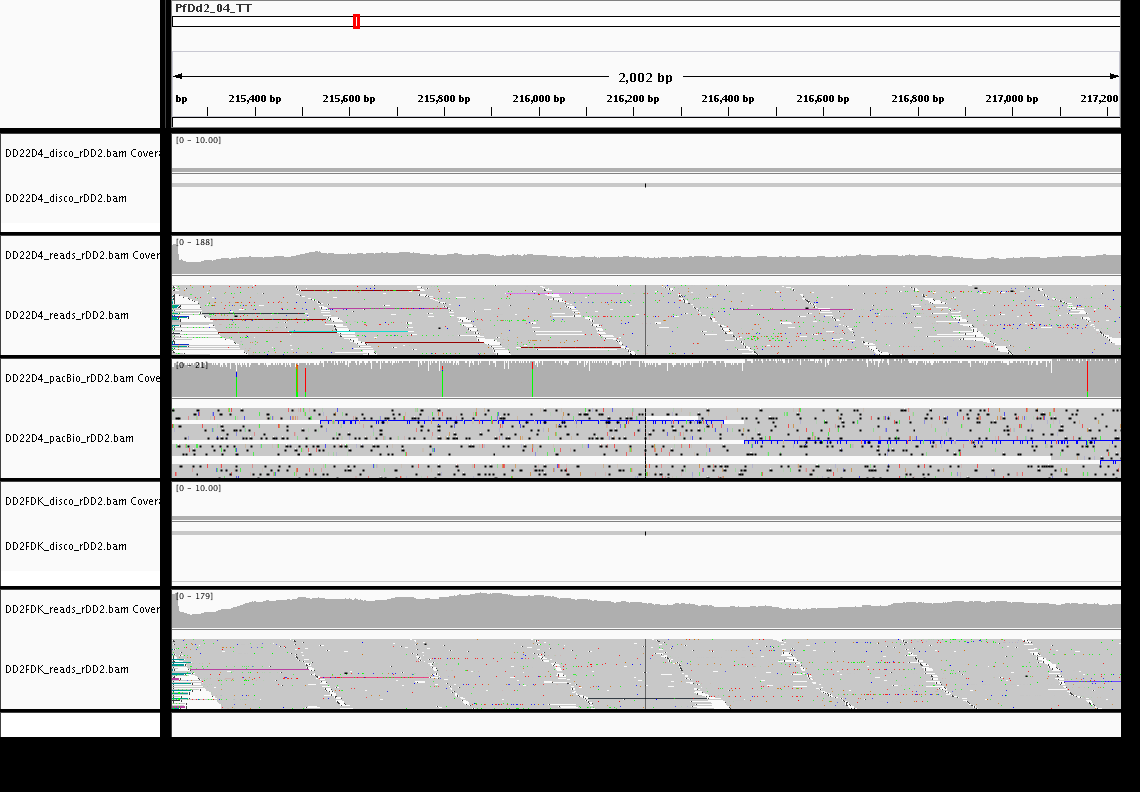 PfDd2_04_TT
2,002 bp
bp 215,400 bp 215,600 bp 215,800 bp 216,000 bp 216,200 bp 216,400 bp 216,600 bp 216,800 bp 217,000 bp 217,200
[0 - 10.00]
DD22D4_disco_rDD2.bam Covera
DD22D4_disco_rDD2.bam
[0 - 188]
DD22D4_reads_rDD2.bam Cover
DD22D4_reads_rDD2.bam
[0 - 21]
DD22D4_pacBio_rDD2.bam Cove
DD22D4_pacBio_rDD2.bam
[0 - 10.00]
DD2FDK_disco_rDD2.bam Covera
DD2FDK_disco_rDD2.bam
[0 - 179]
DD2FDK_reads_rDD2.bam Cover
DD2FDK_reads_rDD2.bam